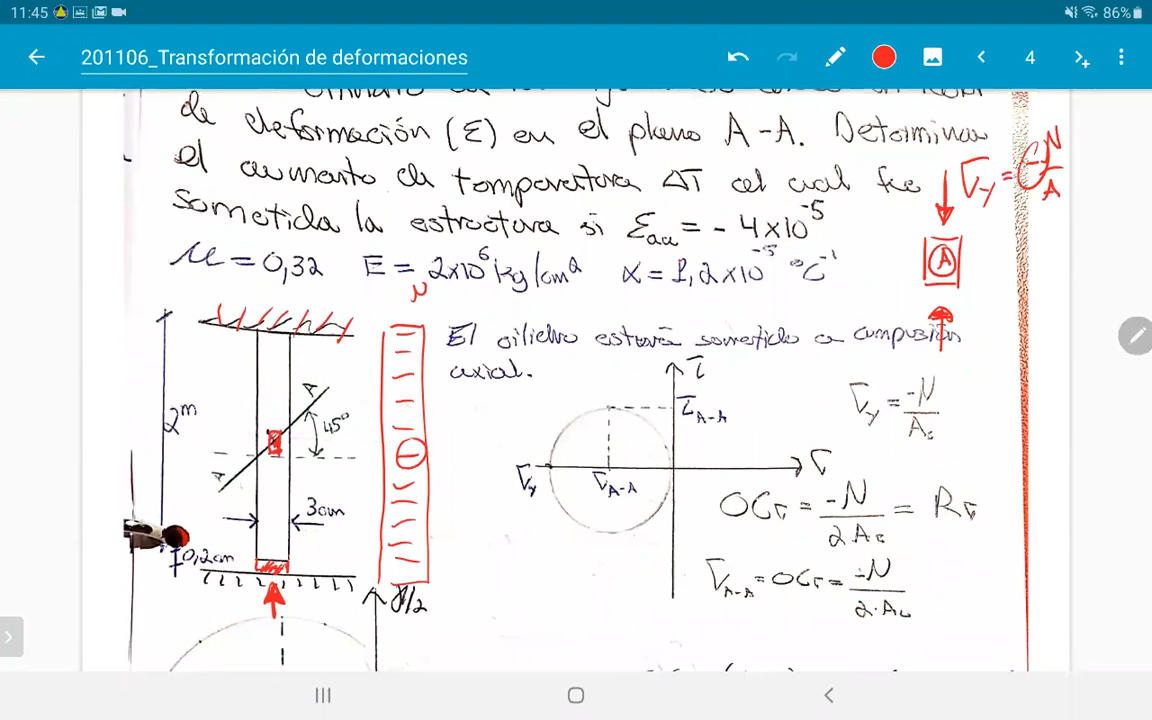 11:45
86%
201106_Transformación de deformaciones
4
de deformación (ε) en el plano A-A. Determinar
el aumento de temperatura ΔT al cual fue
sometida la estructura si εaa = - 4x10^-5
μ = 0,32 E = 2x10^6 kg/cm² α = 1,2x10^-5 °C^-1
σy = -N/A
A
N
El cilindro estará sometido a compresión
axial.
2m
A
45°
A
3cm
0,2cm
τ
τA-A
σ
σy
σA-A
σy = -N/Ac
OCσ = -N/2Ac = Rσ
σA-A = OCσ = -N/2·Ac
γ/2